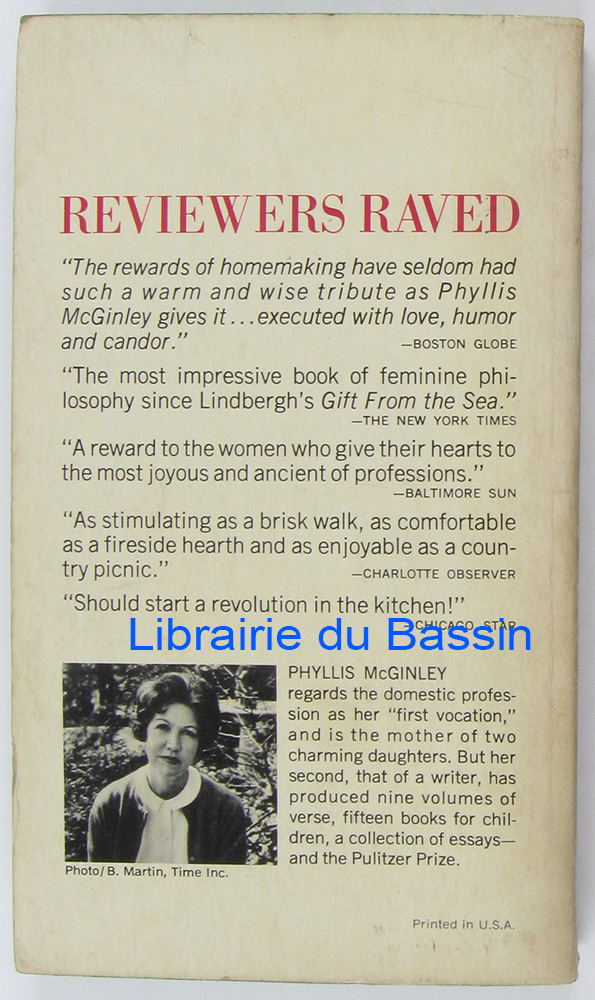 REVIEWERS RAVED
“The rewards of homemaking have seldom had
such a warm and wise tribute as Phyllis
McGinley gives it...executed with love, humor
and candor.” —BOSTON GLOBE
“The most impressive book of feminine phi-
losophy since Lindbergh's Gift From the Sea.”
—THE NEW YORK TIMES
“A reward to the women who give their hearts to
the most joyous and ancient of professions.”
—BALTIMORE SUN
“As stimulating as a brisk walk, as comfortable
as a fireside hearth and as enjoyable as a coun-
try picnic.” —CHARLOTTE OBSERVER
“Should start a revolution in the kitchen!”
—CHICAGO STAR
Librairie du Bassin
PHYLLIS McGINLEY
regards the domestic profes-
sion as her “first vocation,”
and is the mother of two
charming daughters. But her
second, that of a writer, has
produced nine volumes of
verse, fifteen books for chil-
dren, a collection of essays—
and the Pulitzer Prize.
Photo/B. Martin, Time Inc.
Printed in U.S.A.